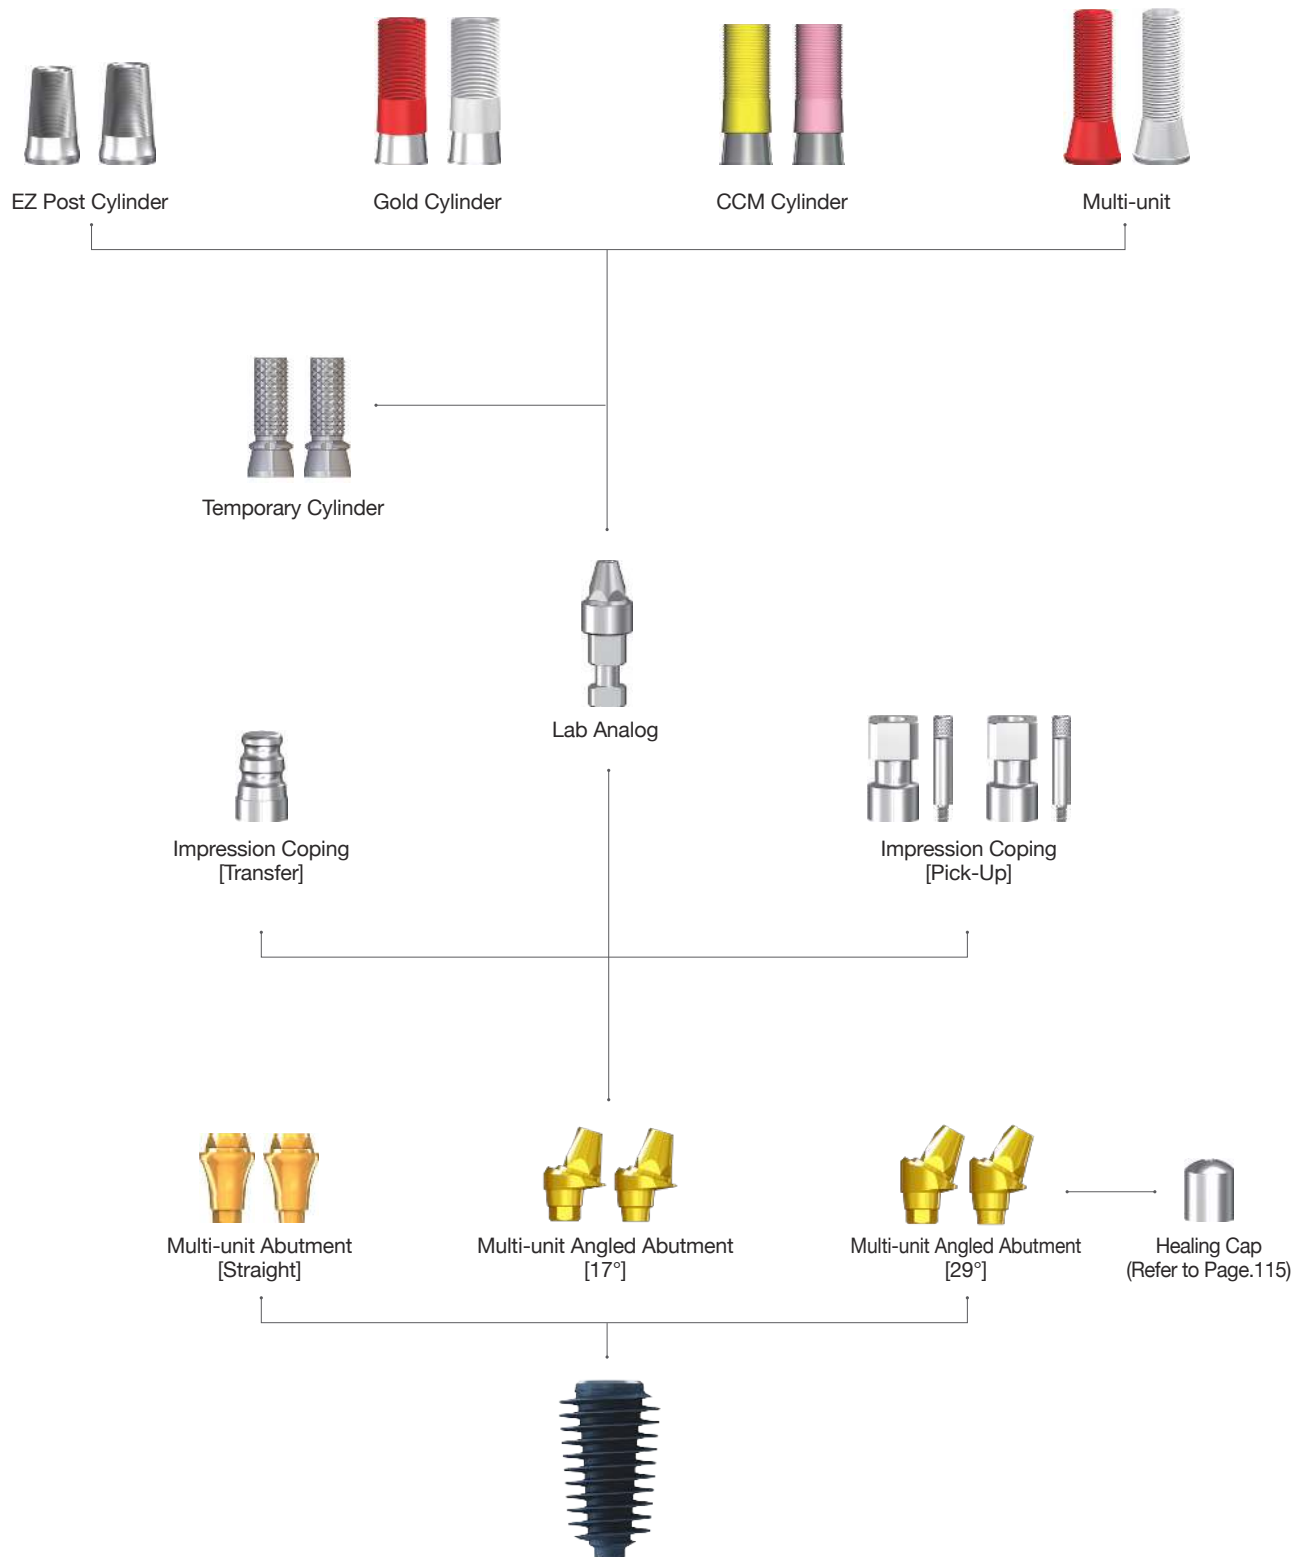 EZ Post Cylinder
Gold Cylinder
CCM Cylinder
Multi-unit
Temporary Cylinder
Lab Analog
Impression Coping
[Transfer]
Impression Coping
[Pick-Up]
Multi-unit Abutment
[Straight]
Multi-unit Angled Abutment
[17°]
Multi-unit Angled Abutment
[29°]
Healing Cap
(Refer to Page.115)